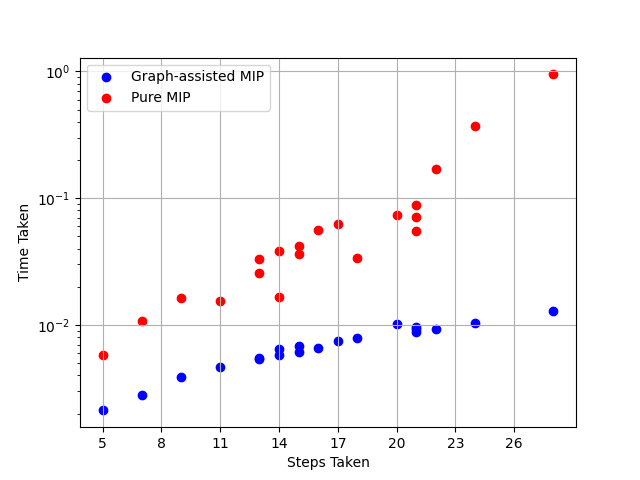 Graph-assisted MIP
Pure MIP
10⁰
10⁻¹
10⁻²
Time Taken
5 8 11 14 17 20 23 26
Steps Taken